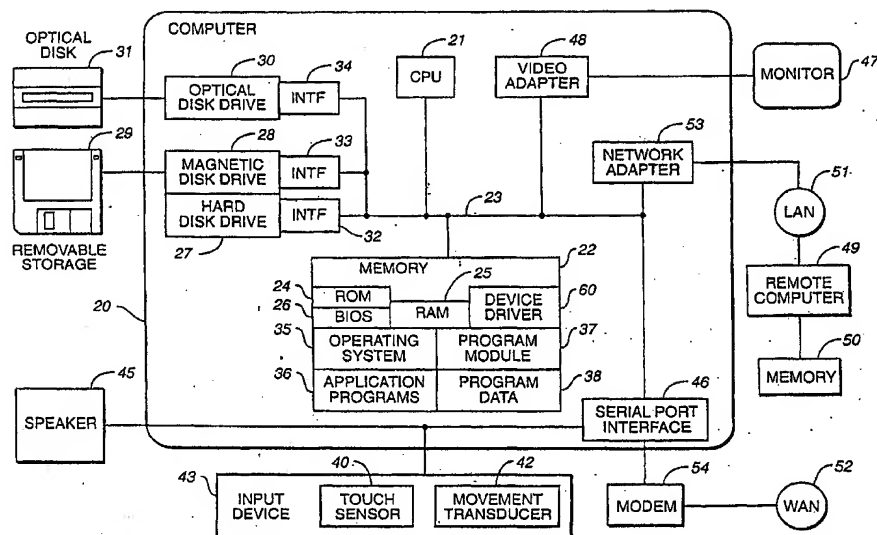 OPTICAL
DISK
31
COMPUTER
30
OPTICAL
DISK DRIVE
34
INTF
21
CPU
48
VIDEO
ADAPTER
MONITOR
47
29
REMOVABLE
STORAGE
28
MAGNETIC
DISK DRIVE
33
INTF
HARD
DISK DRIVE
27
INTF
32
23
53
NETWORK
ADAPTER
51
LAN
49
REMOTE
COMPUTER
50
MEMORY
20
MEMORY
22
24
ROM
25
RAM
26
BIOS
DEVICE
DRIVER
60
35
OPERATING
SYSTEM
PROGRAM
MODULE
37
36
APPLICATION
PROGRAMS
PROGRAM
DATA
38
46
SERIAL PORT
INTERFACE
45
SPEAKER
43
INPUT
DEVICE
40
TOUCH
SENSOR
42
MOVEMENT
TRANSDUCER
54
MODEM
52
WAN